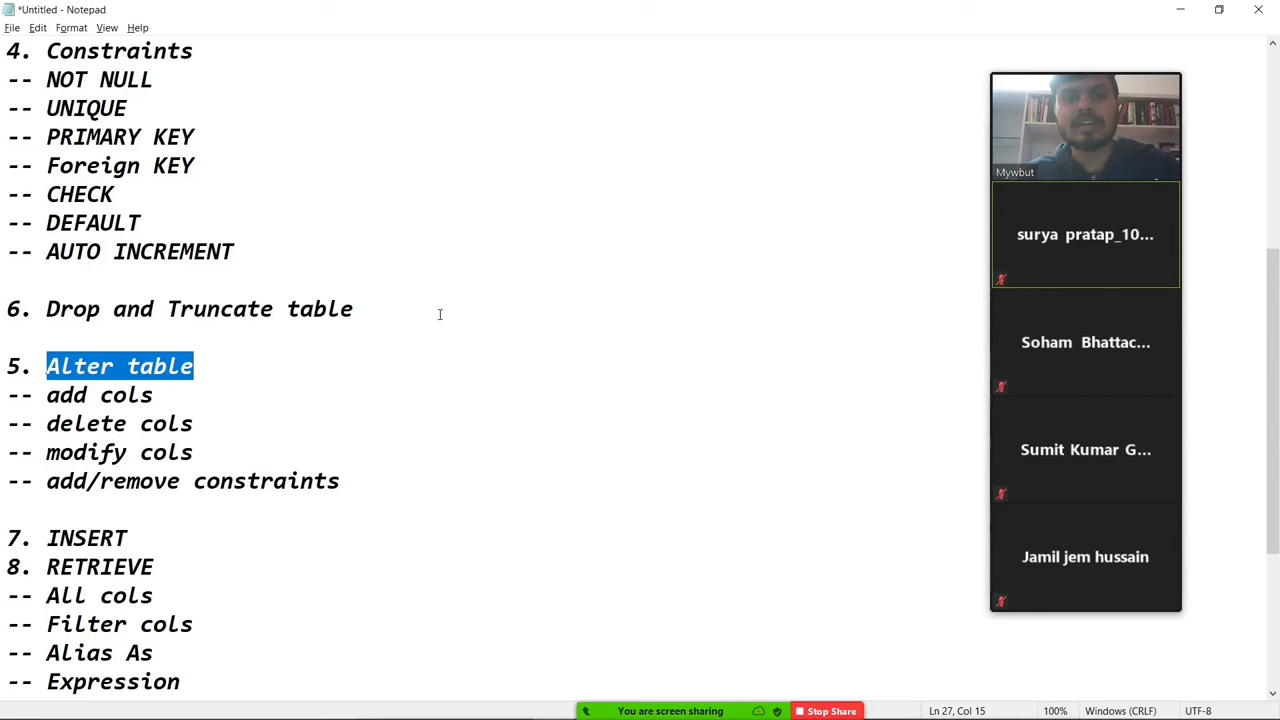 *Untitled - Notepad
File Edit Format View Help
4. Constraints
-- NOT NULL
-- UNIQUE
-- PRIMARY KEY
-- Foreign KEY
-- CHECK
-- DEFAULT
-- AUTO INCREMENT
6. Drop and Truncate table
5. Alter table
-- add cols
-- delete cols
-- modify cols
-- add/remove constraints
7. INSERT
8. RETRIEVE
-- All cols
-- Filter cols
-- Alias As
-- Expression
Mywbut
surya pratap_10...
Soham Bhattac...
Sumit Kumar G...
Jamil jem hussain
You are screen sharing
Stop Share
Ln 27, Col 15
100%
Windows (CRLF)
UTF-8